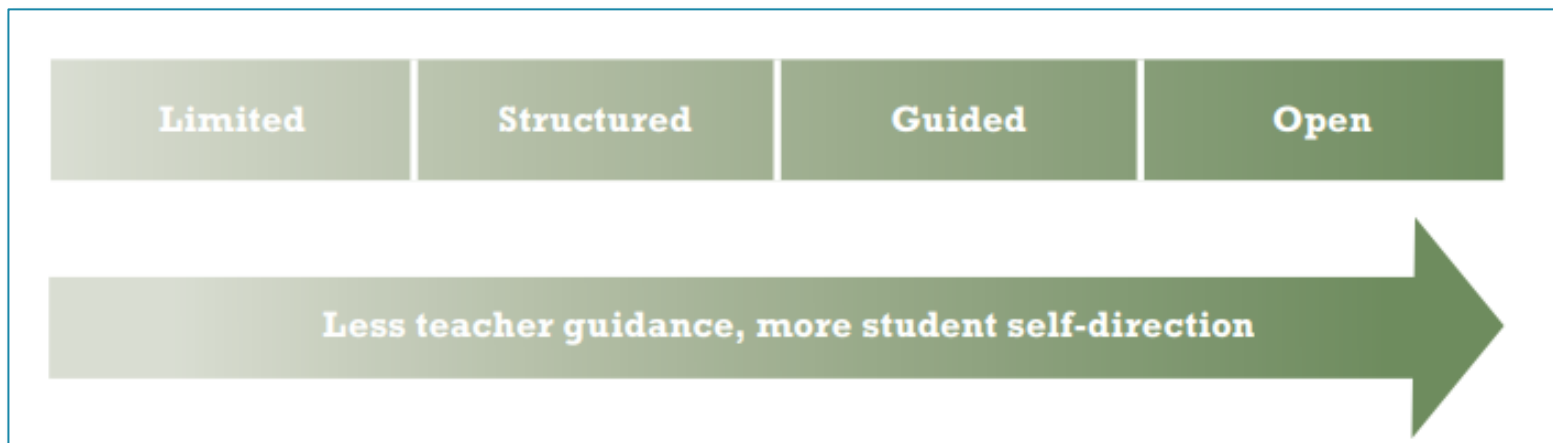 Limited
Structured
Guided
Open
Less teacher guidance, more student self-direction